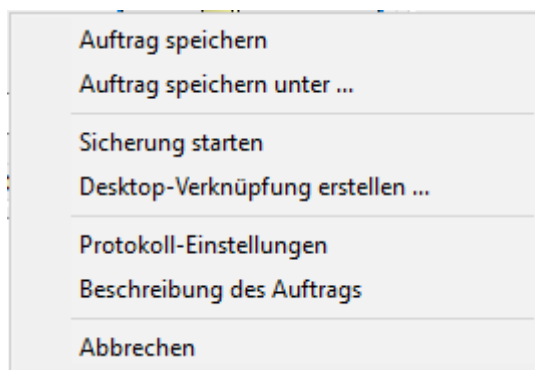 Auftrag speichern
Auftrag speichern unter ...
Sicherung starten
Desktop-Verknüpfung erstellen ...
Protokoll-Einstellungen
Beschreibung des Auftrags
Abbrechen